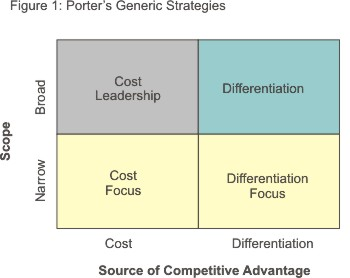 Figure 1: Porter's Generic Strategies
Broad
Cost
Leadership
Differentiation
Scope
Narrow
Cost
Focus
Differentiation
Focus
Cost
Differentiation
Source of Competitive Advantage